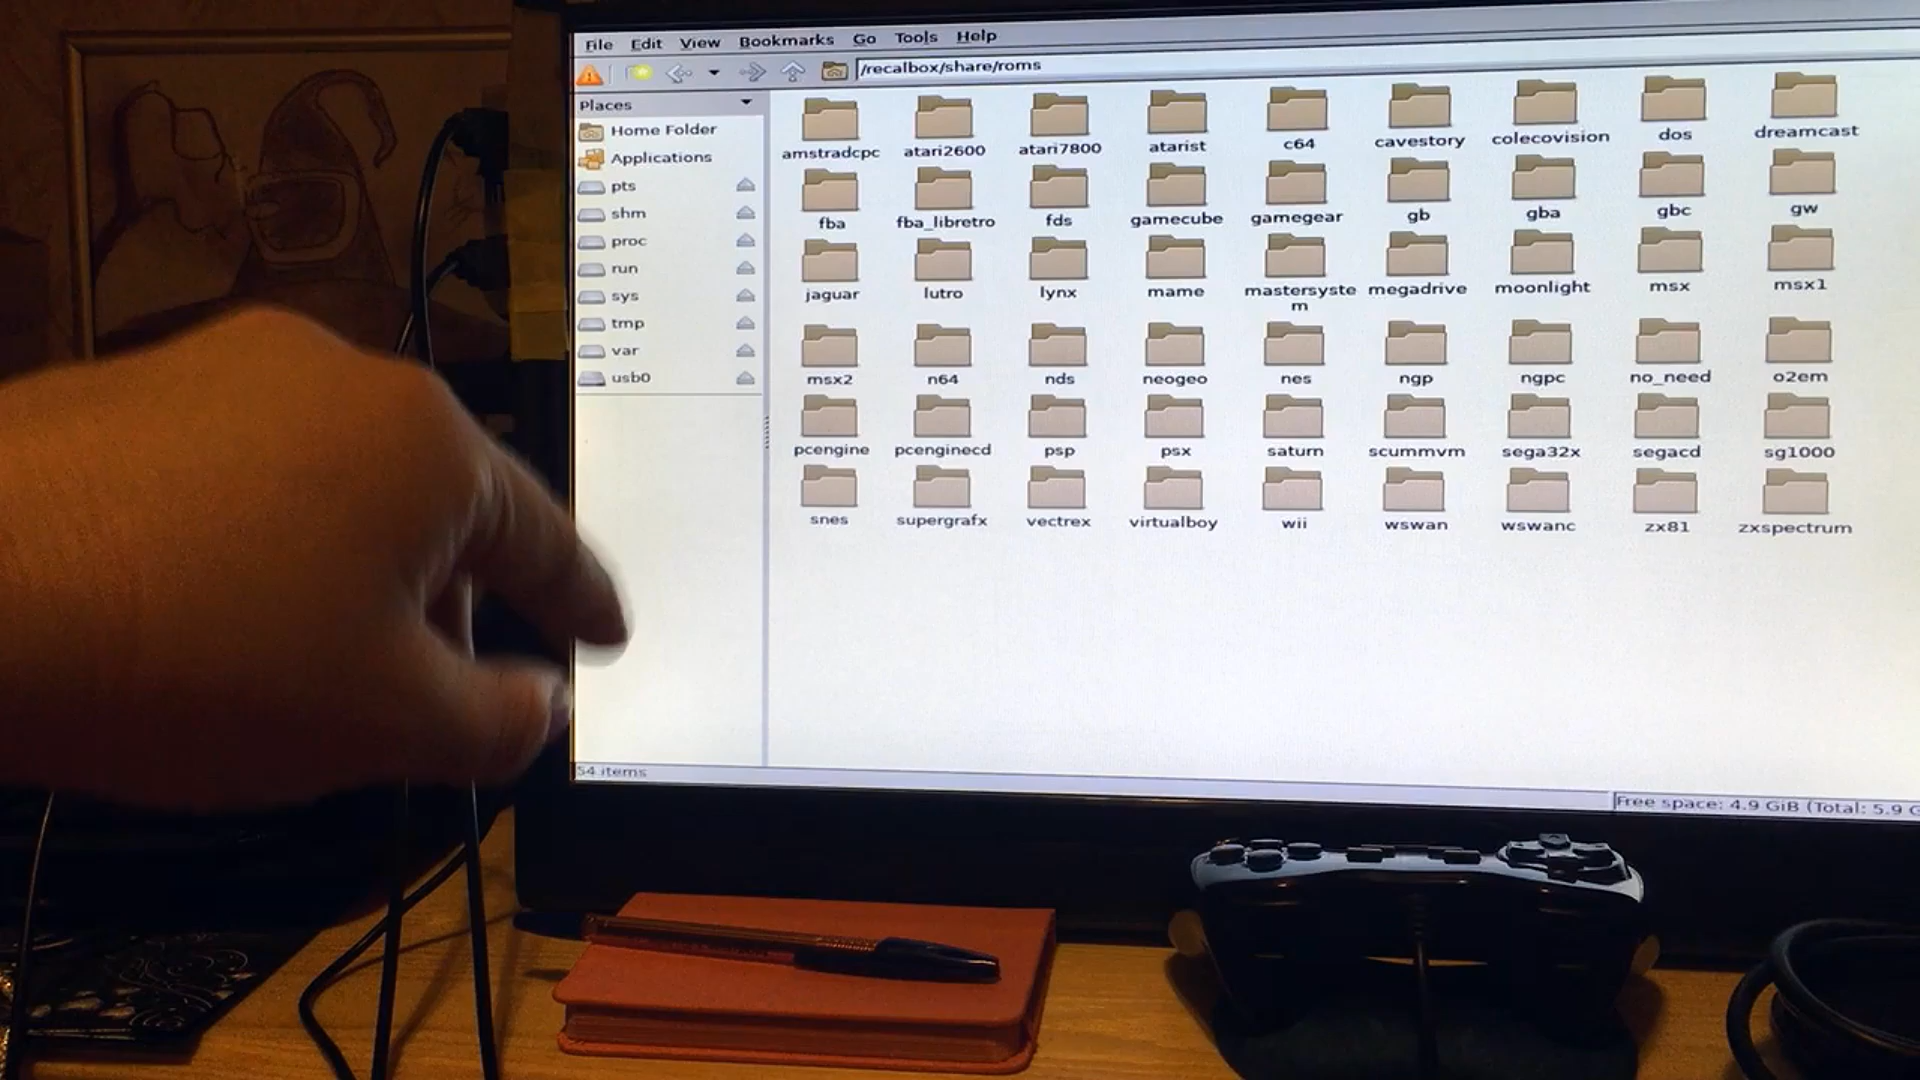 File Edit View Bookmarks Go Tools Help
/recalbox/share/roms
Places
Home Folder
Applications
pts
shm
proc
run
sys
tmp
var
usb0
amstradcpc atari2600 atari7800 atarist c64 cavestory colecovision dos dreamcast
fba fba_libretro fds gamecube gamegear gb gba gbc gw
jaguar lutro lynx mame mastersyste megadrive moonlight msx msx1
m
msx2 n64 nds neogeo nes ngp ngpc no_need o2em
pcengine pcenginecd psp psx saturn scummvm sega32x segacd sg1000
snes supergrafx vectrex virtualboy wii wswan wswanc zx81 zxspectrum
54 items
Free space: 4.9 GiB (Total: 5.9 G